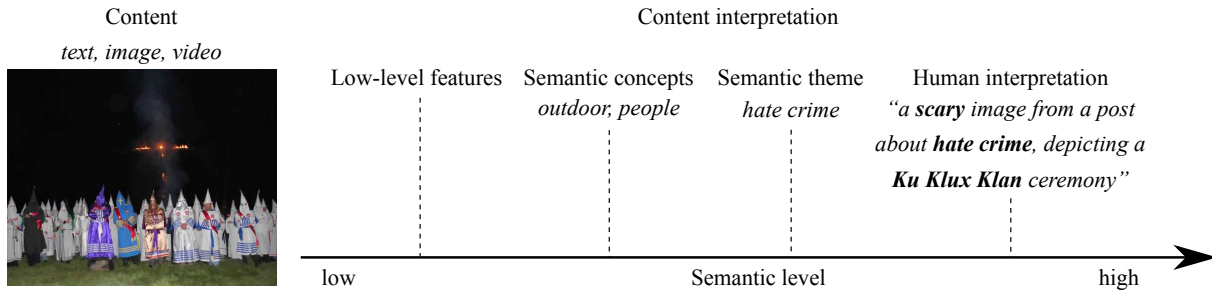 Content
text, image, video
Content interpretation
Low-level features
Semantic concepts
outdoor, people
Semantic theme
hate crime
Human interpretation
“a scary image from a post
about hate crime, depicting a
Ku Klux Klan ceremony”
low
Semantic level
high